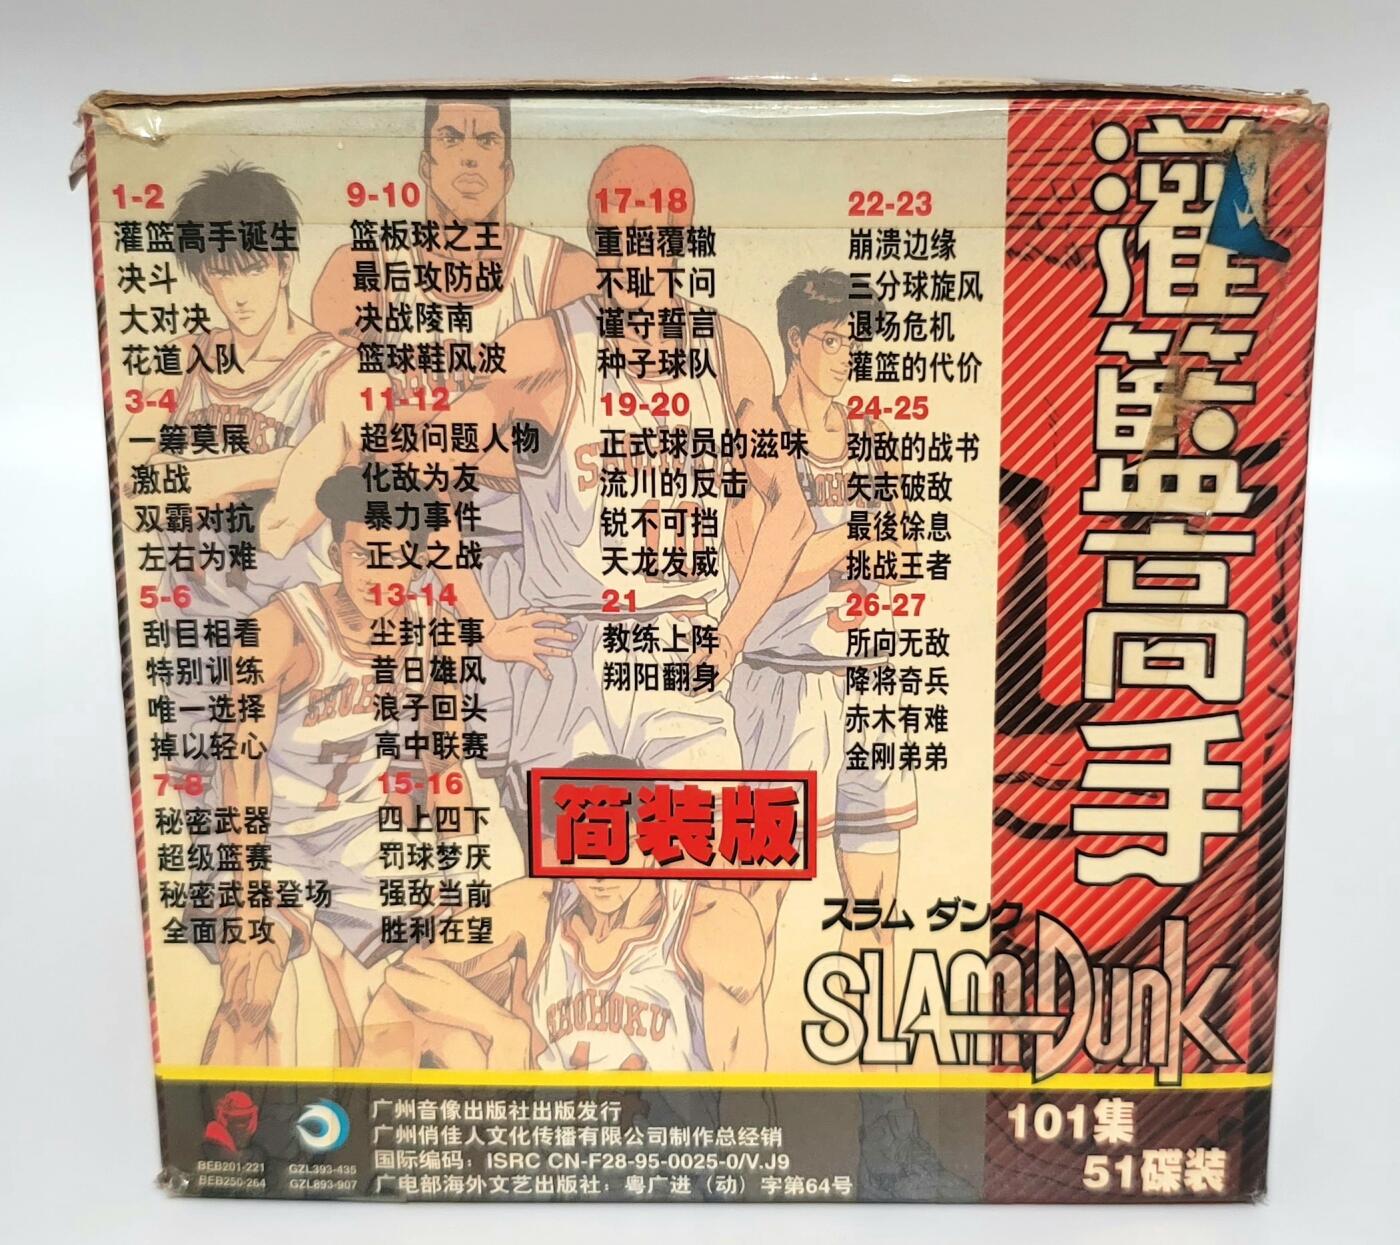 1-2
灌篮高手诞生
决斗
大对决
花道入队
3-4
一筹莫展
激战
双霸对抗
左右为难
5-6
刮目相看
特别训练
唯一选择
掉以轻心
7-8
秘密武器
超级篮赛
秘密武器登场
全面反攻
9-10
篮板球之王
最后攻防战
决战陵南
篮球鞋风波
11-12
超级问题人物
化敌为友
暴力事件
正义之战
13-14
尘封往事
昔日雄风
浪子回头
高中联赛
15-16
四上四下
罚球梦厌
强敌当前
胜利在望
17-18
重蹈覆辙
不耻下问
谨守誓言
种子球队
19-20
正式球员的滋味
流川的反击
锐不可挡
天龙发威
21
教练上阵
翔阳翻身
22-23
崩溃边缘
三分球旋风
退场危机
灌篮的代价
24-25
劲敌的战书
矢志破敌
最後馀息
挑战王者
26-27
所向无敌
降将奇兵
赤木有难
金刚弟弟
简装版
灌籃高手
スラム ダンク
SLAM DUNK
SHOHOKU
SHOHOKU
7
SHOHOKU
BEB201-221
BEB250-264
GZL393-435
GZL893-907
广州音像出版社出版发行
广州俏佳人文化传播有限公司制作总经销
国际编码：ISRC CN-F28-95-0025-0/V.J9
广电部海外文艺出版社：粤广进（动）字第64号
101集
51碟装